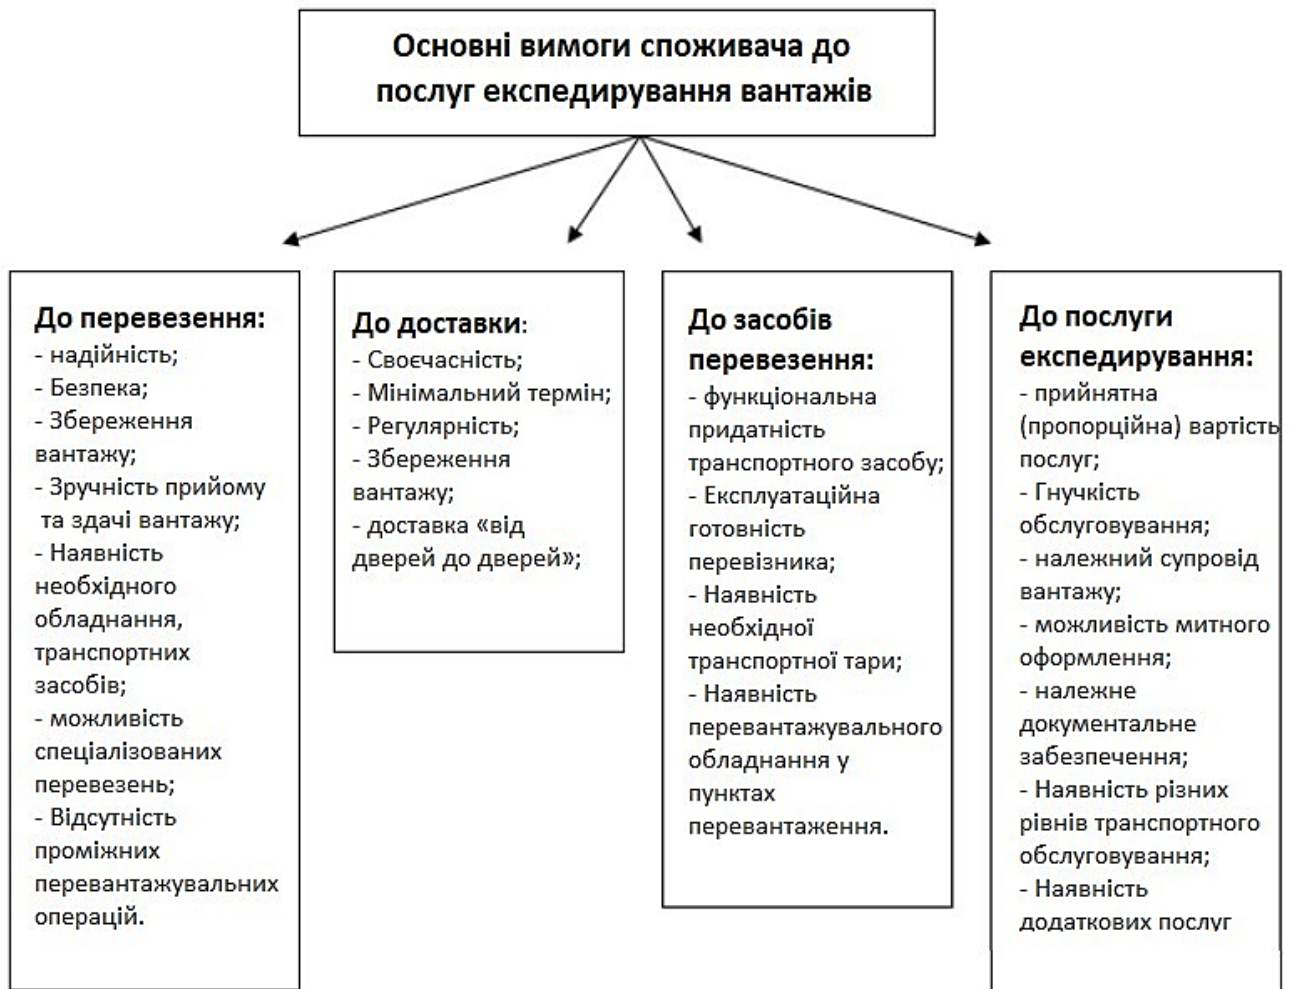 Основні вимоги споживача до
послуг експедирування вантажів
До перевезення:
- надійність;
- Безпека;
- Збереження
вантажу;
- Зручність прийому
та здачі вантажу;
- Наявність
необхідного
обладнання,
транспортних
засобів;
- можливість
спеціалізованих
перевезень;
- Відсутність
проміжних
перевантажувальних
операцій.
До доставки:
- Своєчасність;
- Мінімальний термін;
- Регулярність;
- Збереження
вантажу;
- доставка «від
дверей до дверей»;
До засобів
перевезення:
- функціональна
придатність
транспортного засобу;
- Експлуатаційна
готовність
перевізника;
- Наявність
необхідної
транспортної тари;
- Наявність
перевантажувального
обладнання у
пунктах
перевантаження.
До послуги
експедирування:
- прийнятна
(пропорційна) вартість
послуг;
- Гнучкість
обслуговування;
- належний супровід
вантажу;
- можливість митного
оформлення;
- належне
документальне
забезпечення;
- Наявність різних
рівнів транспортного
обслуговування;
- Наявність
додаткових послуг